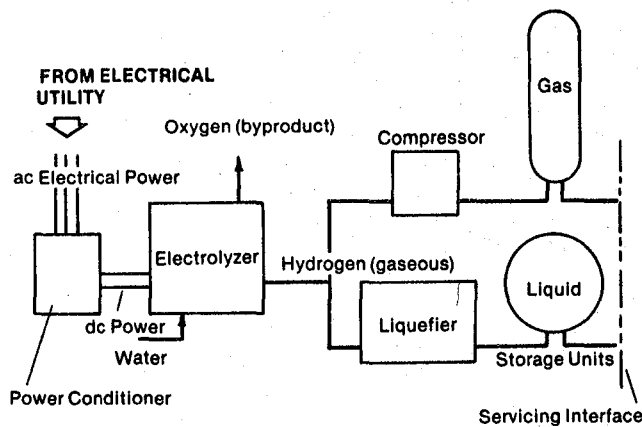 FROM ELECTRICAL
UTILITY
Gas
Oxygen (byproduct)
Compressor
ac Electrical Power
Electrolyzer
Hydrogen (gaseous)
Liquid
dc Power
Liquefier
Water
Storage Units
Power Conditioner
Servicing Interface